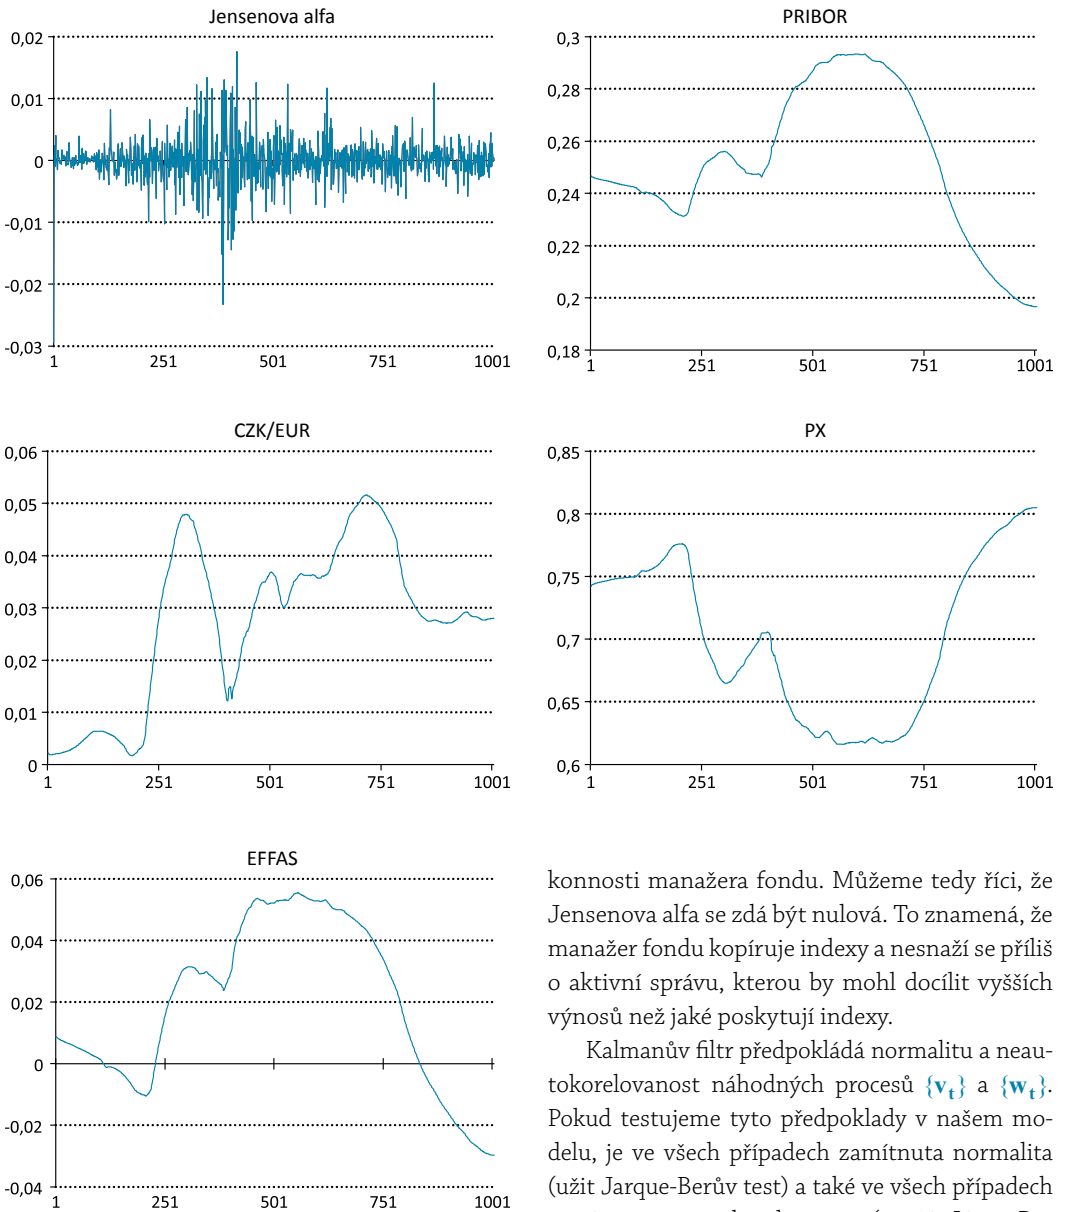 Jensenova alfa
0,02
0,01
0
-0,01
-0,02
-0,03
1 251 501 751 1001
PRIBOR
0,3
0,28
0,26
0,24
0,22
0,2
0,18
1 251 501 751 1001
CZK/EUR
0,06
0,05
0,04
0,03
0,02
0,01
0
1 251 501 751 1001
PX
0,85
0,8
0,75
0,7
0,65
0,6
1 251 501 751 1001
EFFAS
0,06
0,04
0,02
0
-0,02
-0,04
1 251 501 751 1001
konnosti manažera fondu. Můžeme tedy říci, že
Jensenova alfa se zdá být nulová. To znamená, že
manažer fondu kopíruje indexy a nesnaží se příliš
o aktivní správu, kterou by mohl docílit vyšších
výnosů než jaké poskytují indexy.
Kalmanův filtr předpokládá normalitu a neau-
tokorelovanost náhodných procesů {v_t} a {w_t}.
Pokud testujeme tyto předpoklady v našem mo-
delu, je ve všech případech zamítnuta normalita
(užit Jarque-Berův test) a také ve všech případech